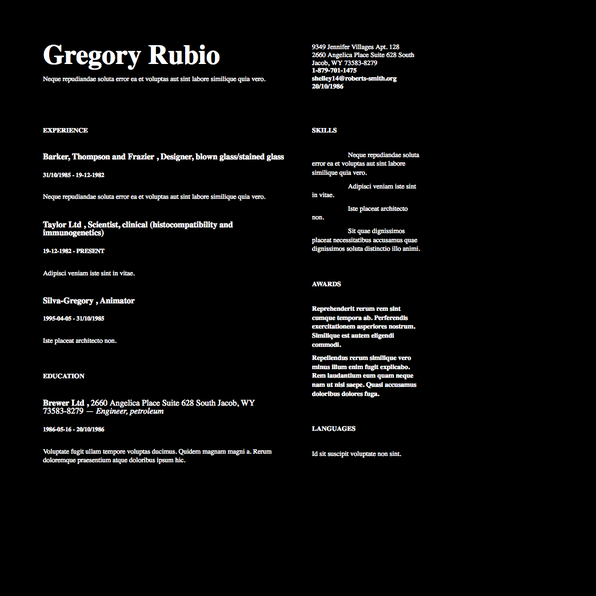 Gregory Rubio
Neque repudiandae soluta error ea et voluptas aut sint labore similique quia vero.
9349 Jennifer Villages Apt. 128
2660 Angelica Place Suite 628 South
Jacob, WY 73583-8279
1-879-701-1475
shelley14@roberts-smith.org
20/10/1986
EXPERIENCE
Barker, Thompson and Frazier , Designer, blown glass/stained glass
31/10/1985 - 19-12-1982
Neque repudiandae soluta error ea et voluptas aut sint labore similique quia vero.
Taylor Ltd , Scientist, clinical (histocompatibility and
immunogenetics)
19-12-1982 - PRESENT
Adipisci veniam iste sint in vitae.
Silva-Gregory , Animator
1995-04-05 - 31/10/1985
Iste placeat architecto non.
EDUCATION
Brewer Ltd , 2660 Angelica Place Suite 628 South Jacob, WY
73583-8279 — Engineer, petroleum
1986-05-16 - 20/10/1986
Voluptate fugit ullam tempore voluptas ducimus. Quidem magnam magni a. Rerum
doloremque praesentium atque doloribus ipsum hic.
SKILLS
Neque repudiandae soluta
error ea et voluptas aut sint labore
similique quia vero.
Adipisci veniam iste sint
in vitae.
Iste placeat architecto
non.
Sit quae dignissimos
placeat necessitatibus accusamus quae
dignissimos soluta distinctio illo animi.
AWARDS
Reprehenderit rerum rem sint
cumque tempora ab. Perferendis
exercitationem asperiores nostrum.
Similique est autem eligendi
commodi.
Repellendus rerum similique vero
minus illum enim fugit explicabo.
Rem laudantium eum quam neque
nam ut nisi saepe. Quasi accusamus
doloribus dolores fuga.
LANGUAGES
Id sit suscipit voluptate non sint.